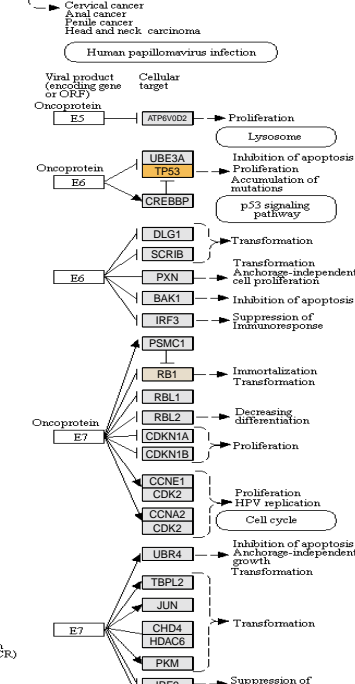 Cervical cancer
Anal cancer
Penile cancer
Head and neck carcinoma
Human papillomavirus infection
Viral product
(encoding gene
or ORF)
Cellular
target
Oncoprotein
E5
ATP6V0D2
Proliferation
Lysosome
Oncoprotein
E6
UBE3A
TP53
CREBBP
Inhibition of apoptosis
Proliferation
Accumulation of
mutations
p53 signaling
pathway
E6
DLG1
SCRIB
Transformation
PXN
Transformation
Anchorage-independent
cell proliferation
BAK1
Inhibition of apoptosis
IRF3
Suppression of
Immunoresponse
PSMC1
RB1
Immortalization
Transformation
RBL1
RBL2
Decreasing
differentiation
Oncoprotein
E7
CDKN1A
CDKN1B
Proliferation
CCNE1
CDK2
CCNA2
CDK2
Proliferation
HPV replication
Cell cycle
UBR4
Inhibition of apoptosis
Anchorage-independent
growth
Transformation
E7
TBPL2
JUN
CHD4
HDAC6
PKM
Transformation
CR)
Suppression of